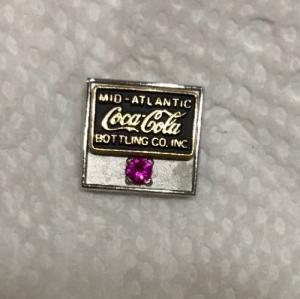 MID-ATLANTIC
Coca-Cola
BOTTLING CO. INC.